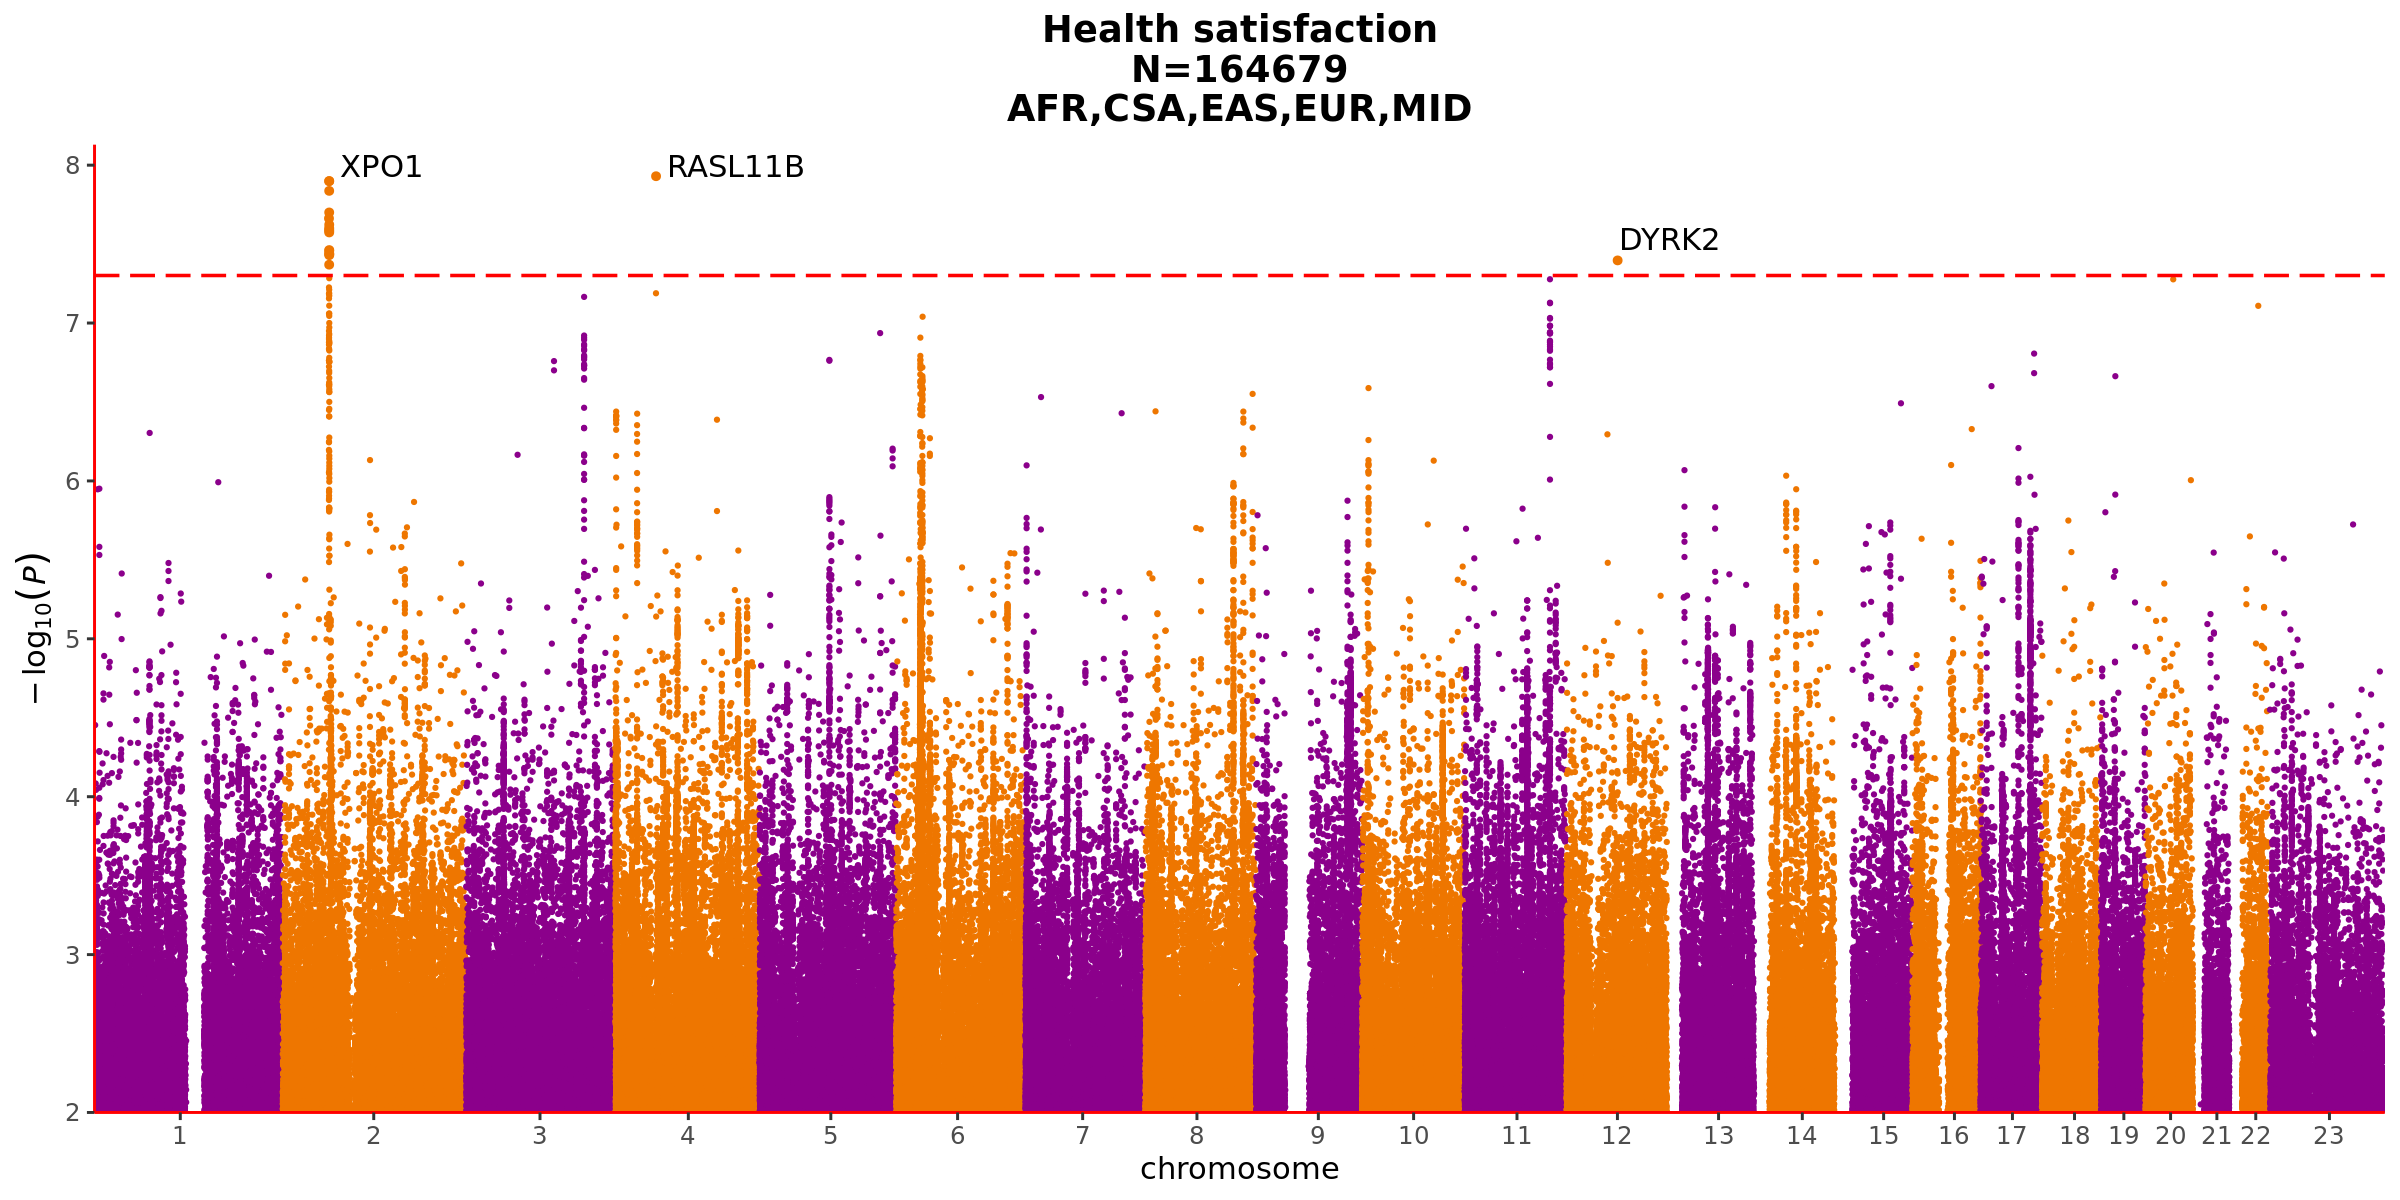 Health satisfaction
N=164679
AFR,CSA,EAS,EUR,MID
8
XPO1
RASL11B
DYRK2
7
6
5
4
3
2
−log10(P)
1 2 3 4 5 6 7 8 9 10 11 12 13 14 15 16 17 18 19 20 21 22 23
chromosome